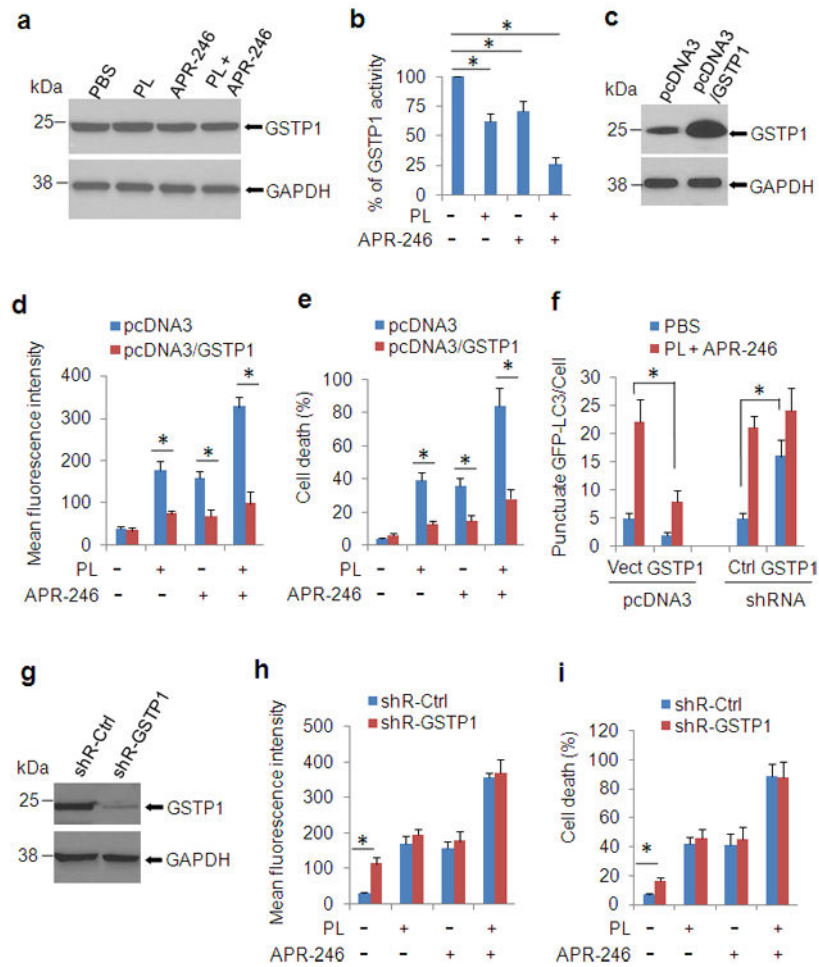 a
kDa
PBS
PL
APR-246
PL +
APR-246
25
GSTP1
38
GAPDH
b
% of GSTP1 activity
100
75
50
25
0
* * *
PL - + - +
APR-246 - - + +
c
kDa
pcDNA3
pcDNA3
/GSTP1
25
GSTP1
38
GAPDH
d
pcDNA3
pcDNA3/GSTP1
Mean fluorescence intensity
400
300
200
100
0
* * *
PL - + - +
APR-246 - - + +
e
pcDNA3
pcDNA3/GSTP1
Cell death (%)
100
80
60
40
20
0
* * *
PL - + - +
APR-246 - - + +
f
PBS
PL + APR-246
Punctuate GFP-LC3/Cell
30
25
20
15
10
5
0
* *
Vect GSTP1 Ctrl GSTP1
pcDNA3 shRNA
g
kDa
shR-Ctrl
shR-GSTP1
25
GSTP1
38
GAPDH
h
shR-Ctrl
shR-GSTP1
Mean fluorescence intensity
500
400
300
200
100
0
*
PL - + - +
APR-246 - - + +
i
shR-Ctrl
shR-GSTP1
Cell death (%)
120
100
80
60
40
20
0
*
PL - + - +
APR-246 - - + +